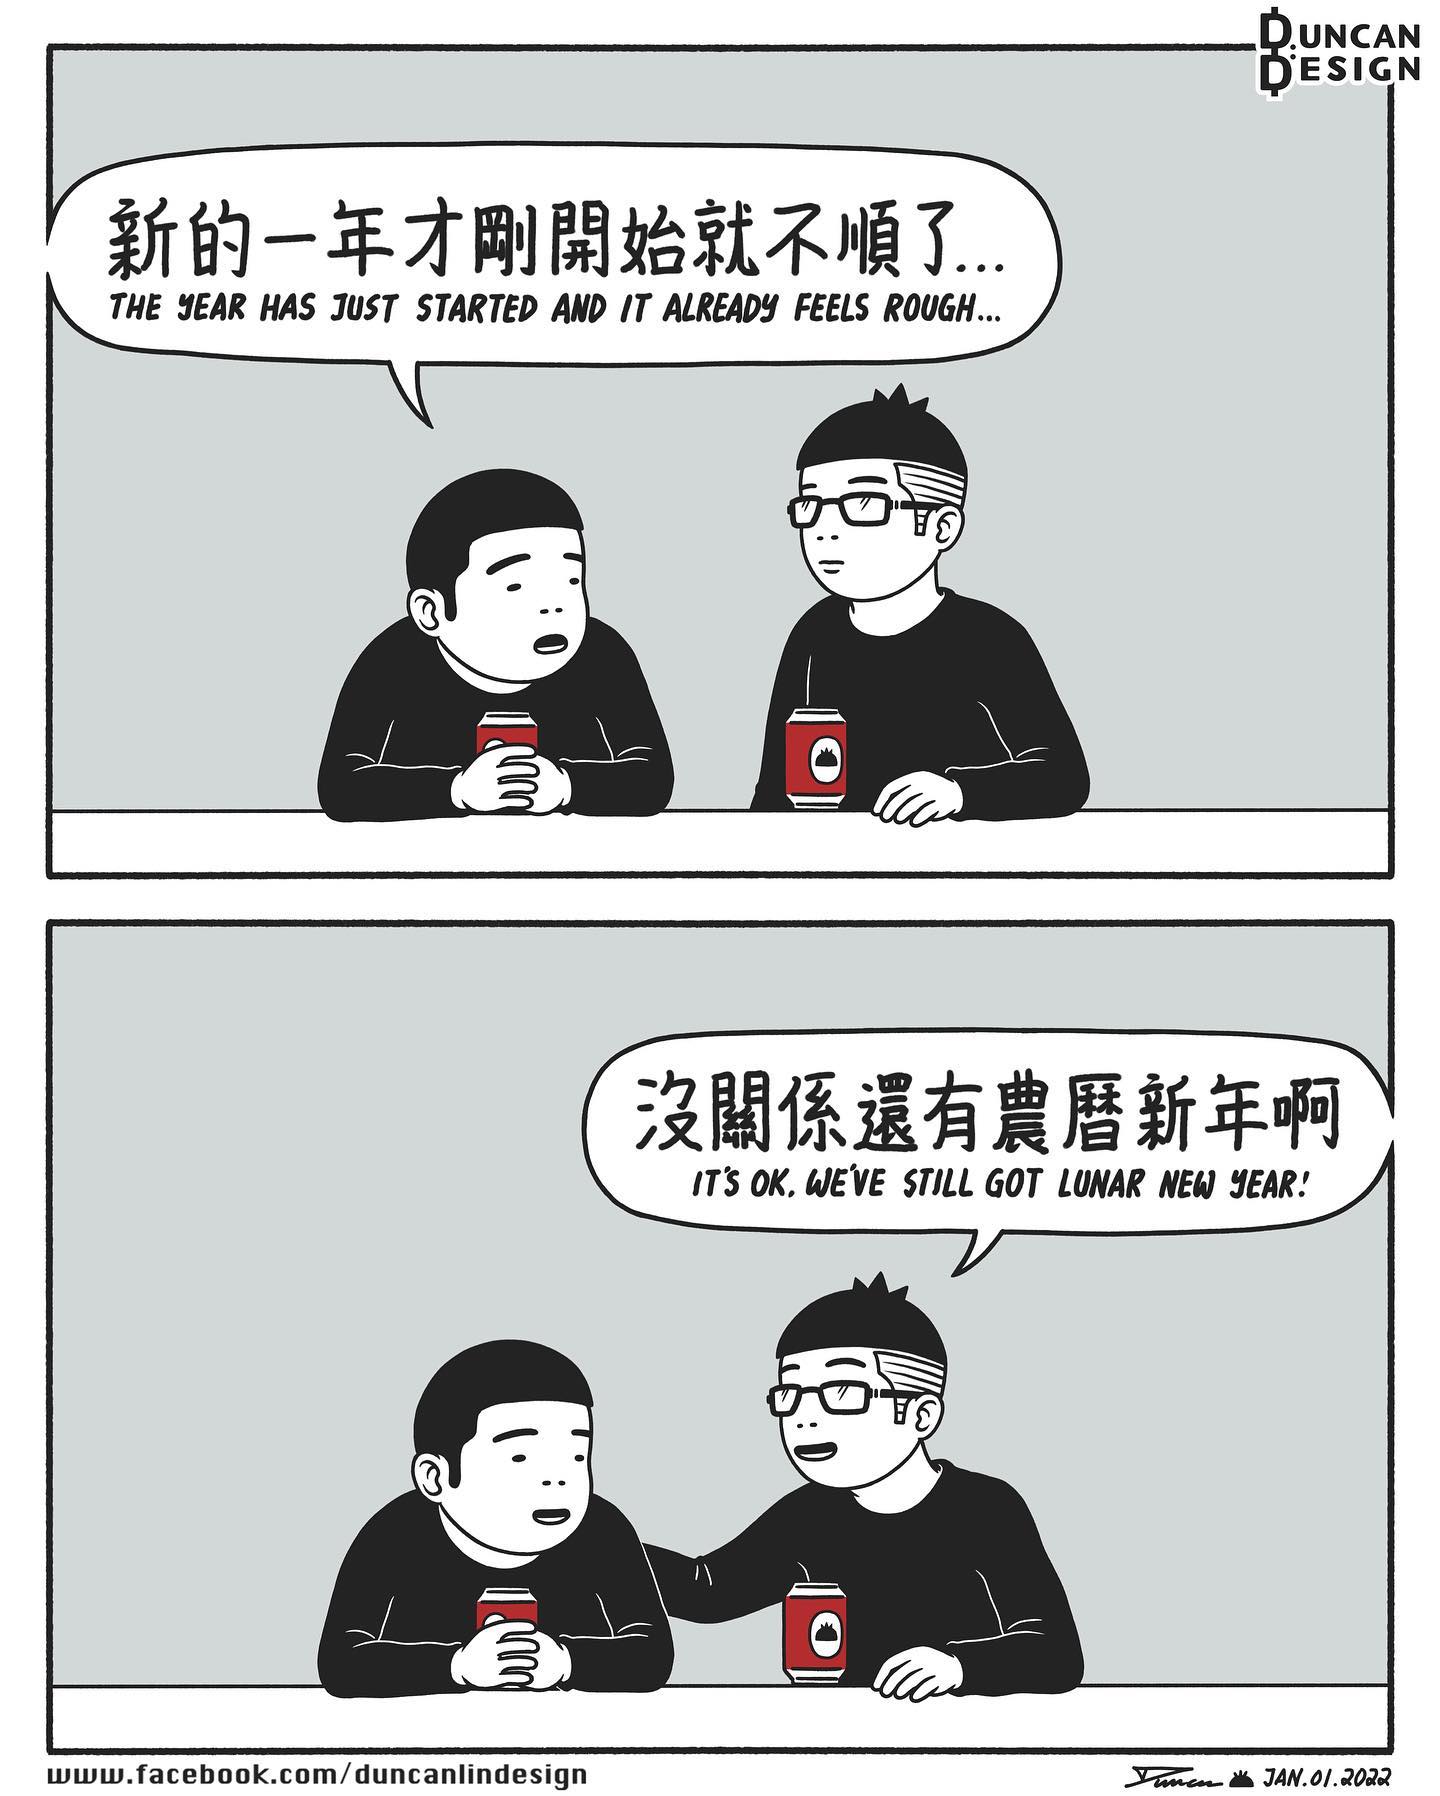 DUNCAN
DESIGN
新的一年才剛開始就不順了...
THE YEAR HAS JUST STARTED AND IT ALREADY FEELS ROUGH...
沒關係還有農曆新年啊
IT'S OK. WE'VE STILL GOT LUNAR NEW YEAR!
www.facebook.com/duncanlindesign
Duncan JAN.01.2022